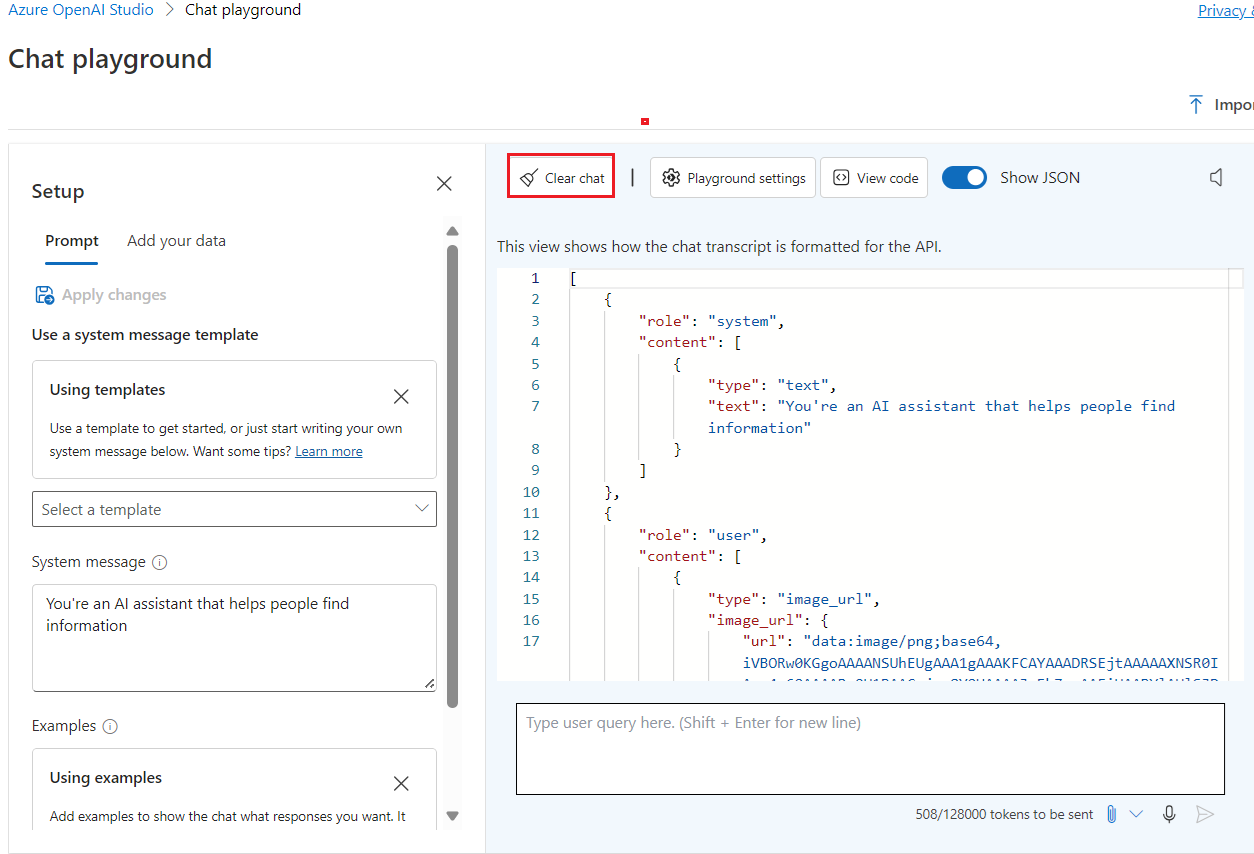 Azure OpenAI Studio > Chat playground
Privacy &
Chat playground
Impor
Setup
Prompt Add your data
Apply changes
Use a system message template
Using templates
Use a template to get started, or just start writing your own
system message below. Want some tips? Learn more
Select a template
System message
You're an AI assistant that helps people find
information
Examples
Using examples
Add examples to show the chat what responses you want. It
Clear chat | Playground settings View code Show JSON
This view shows how the chat transcript is formatted for the API.
1 [
2 {
3 "role": "system",
4 "content": [
5 {
6 "type": "text",
7 "text": "You're an AI assistant that helps people find
information"
8 }
9 ]
10 },
11 {
12 "role": "user",
13 "content": [
14 {
15 "type": "image_url",
16 "image_url": {
17 "url": "data:image/png;base64,
iVBORw0KGgoAAAANSUhEUgAAA1gAAAKFCAYAAADRSEjtAAAAAXNSR0I
Type user query here. (Shift + Enter for new line)
508/128000 tokens to be sent